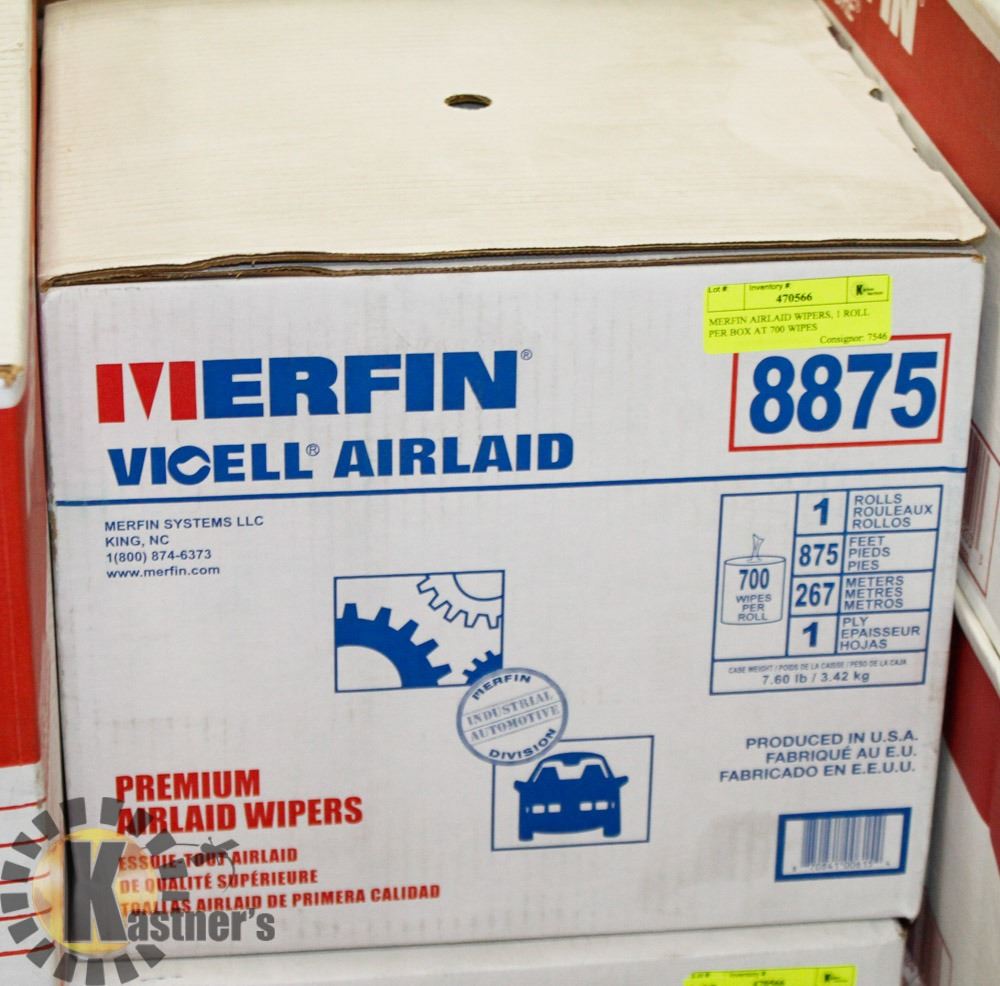 Lot #: Inventory #:
470566
MERFIN AIRLAID WIPERS, 1 ROLL
PER BOX AT 700 WIPES
Consignor: 7546
MERFIN®
VICELL® AIRLAID
8875
MERFIN SYSTEMS LLC
KING, NC
1(800) 874-6373
www.merfin.com
700
WIPES
PER
ROLL
1 ROLLS
ROULEAUX
ROLLOS
875 FEET
PIEDS
PIES
267 METERS
METRES
METROS
1 PLY
EPAISSEUR
HOJAS
CASE WEIGHT / POIDS DE LA CAISSE / PESO DE LA CAJA
7.60 lb / 3.42 kg
MERFIN
INDUSTRIAL
AUTOMOTIVE
DIVISION
PRODUCED IN U.S.A.
FABRIQUÉ AU E.U.
FABRICADO EN E.E.U.U.
PREMIUM
AIRLAID WIPERS
ESSUIE-TOUT AIRLAID
DE QUALITÉ SUPÉRIEURE
TOALLAS AIRLAID DE PRIMERA CALIDAD
Kastner's
Inventory #
470566